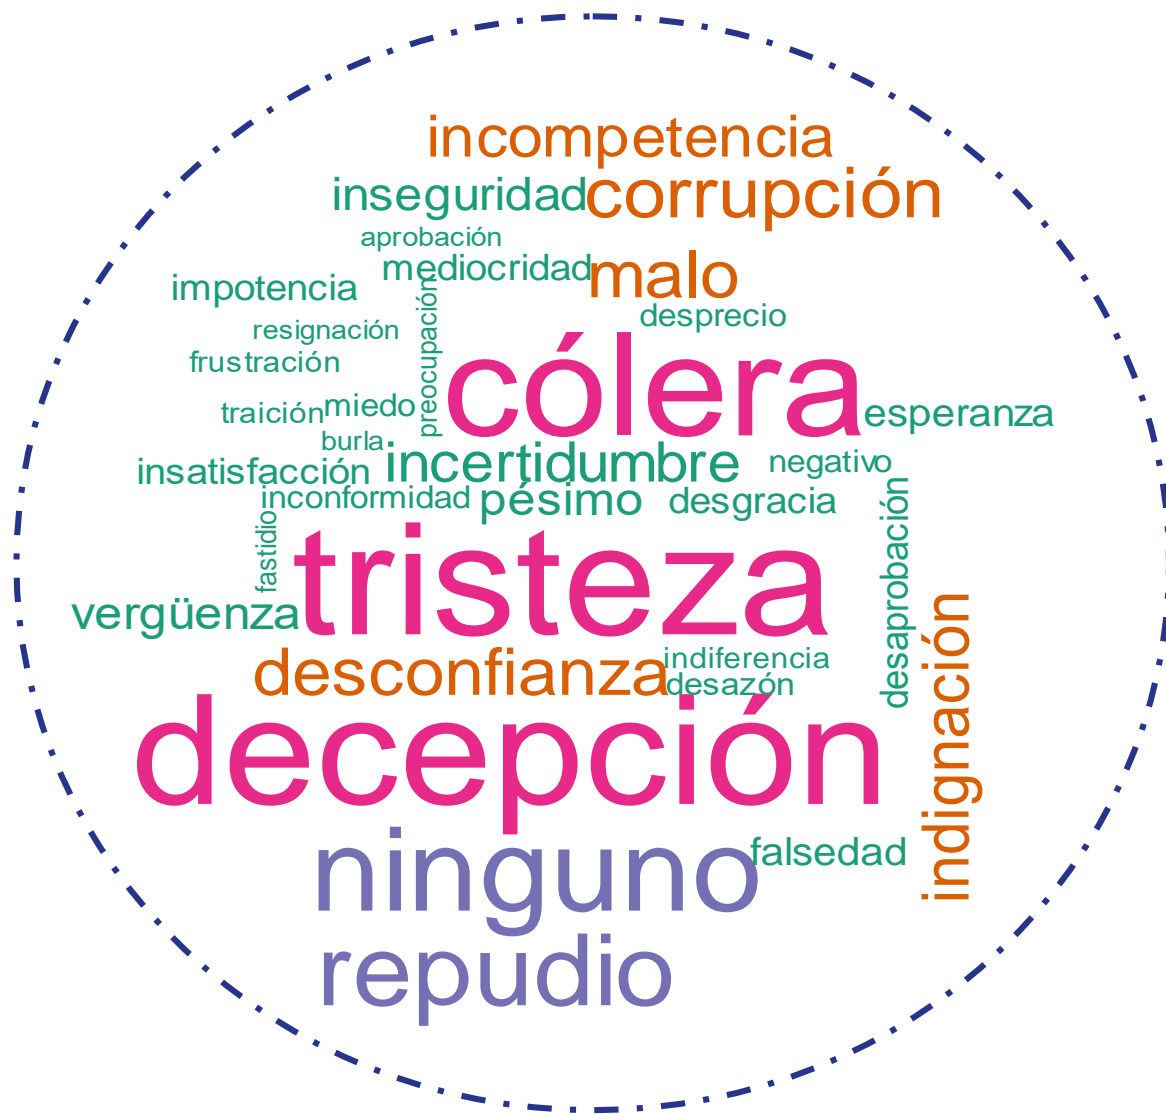 incompetencia
inseguridad corrupción
aprobación
mediocridad malo
impotencia
preocupación
desprecio
resignación
cólera
frustración
traición miedo
esperanza
burla
incertidumbre
negativo
insatisfacción
inconformidad pésimo desgracia
desaprobación
fastidio
tristeza
vergüenza
indignación
desconfianza indiferencia
desazón
decepción
ninguno falsedad
repudio